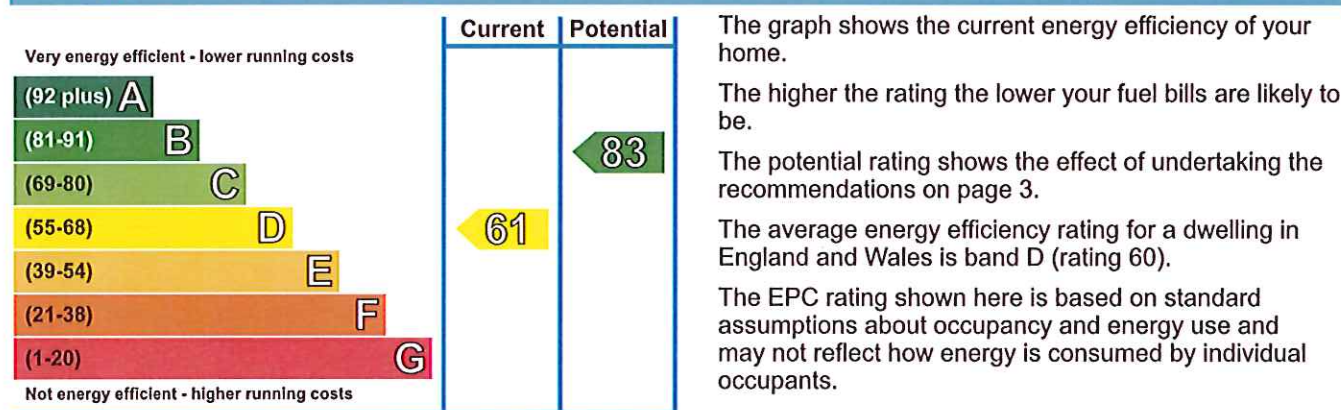 Current Potential
Very energy efficient - lower running costs
(92 plus) A
(81-91) B
(69-80) C
(55-68) D
(39-54) E
(21-38) F
(1-20) G
Not energy efficient - higher running costs
83
61
The graph shows the current energy efficiency of your
home.
The higher the rating the lower your fuel bills are likely to
be.
The potential rating shows the effect of undertaking the
recommendations on page 3.
The average energy efficiency rating for a dwelling in
England and Wales is band D (rating 60).
The EPC rating shown here is based on standard
assumptions about occupancy and energy use and
may not reflect how energy is consumed by individual
occupants.